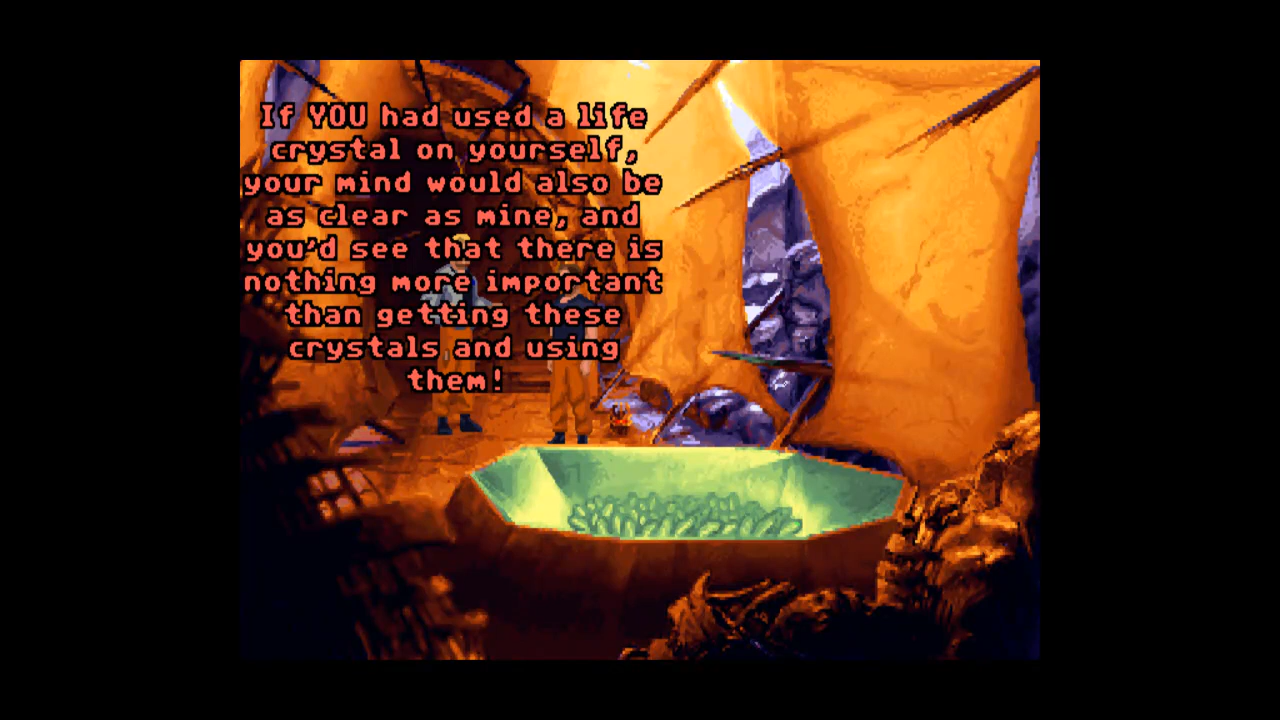 If YOU had used a life
crystal on yourself,
your mind would also be
as clear as mine, and
you'd see that there is
nothing more important
than getting these
crystals and using
them!